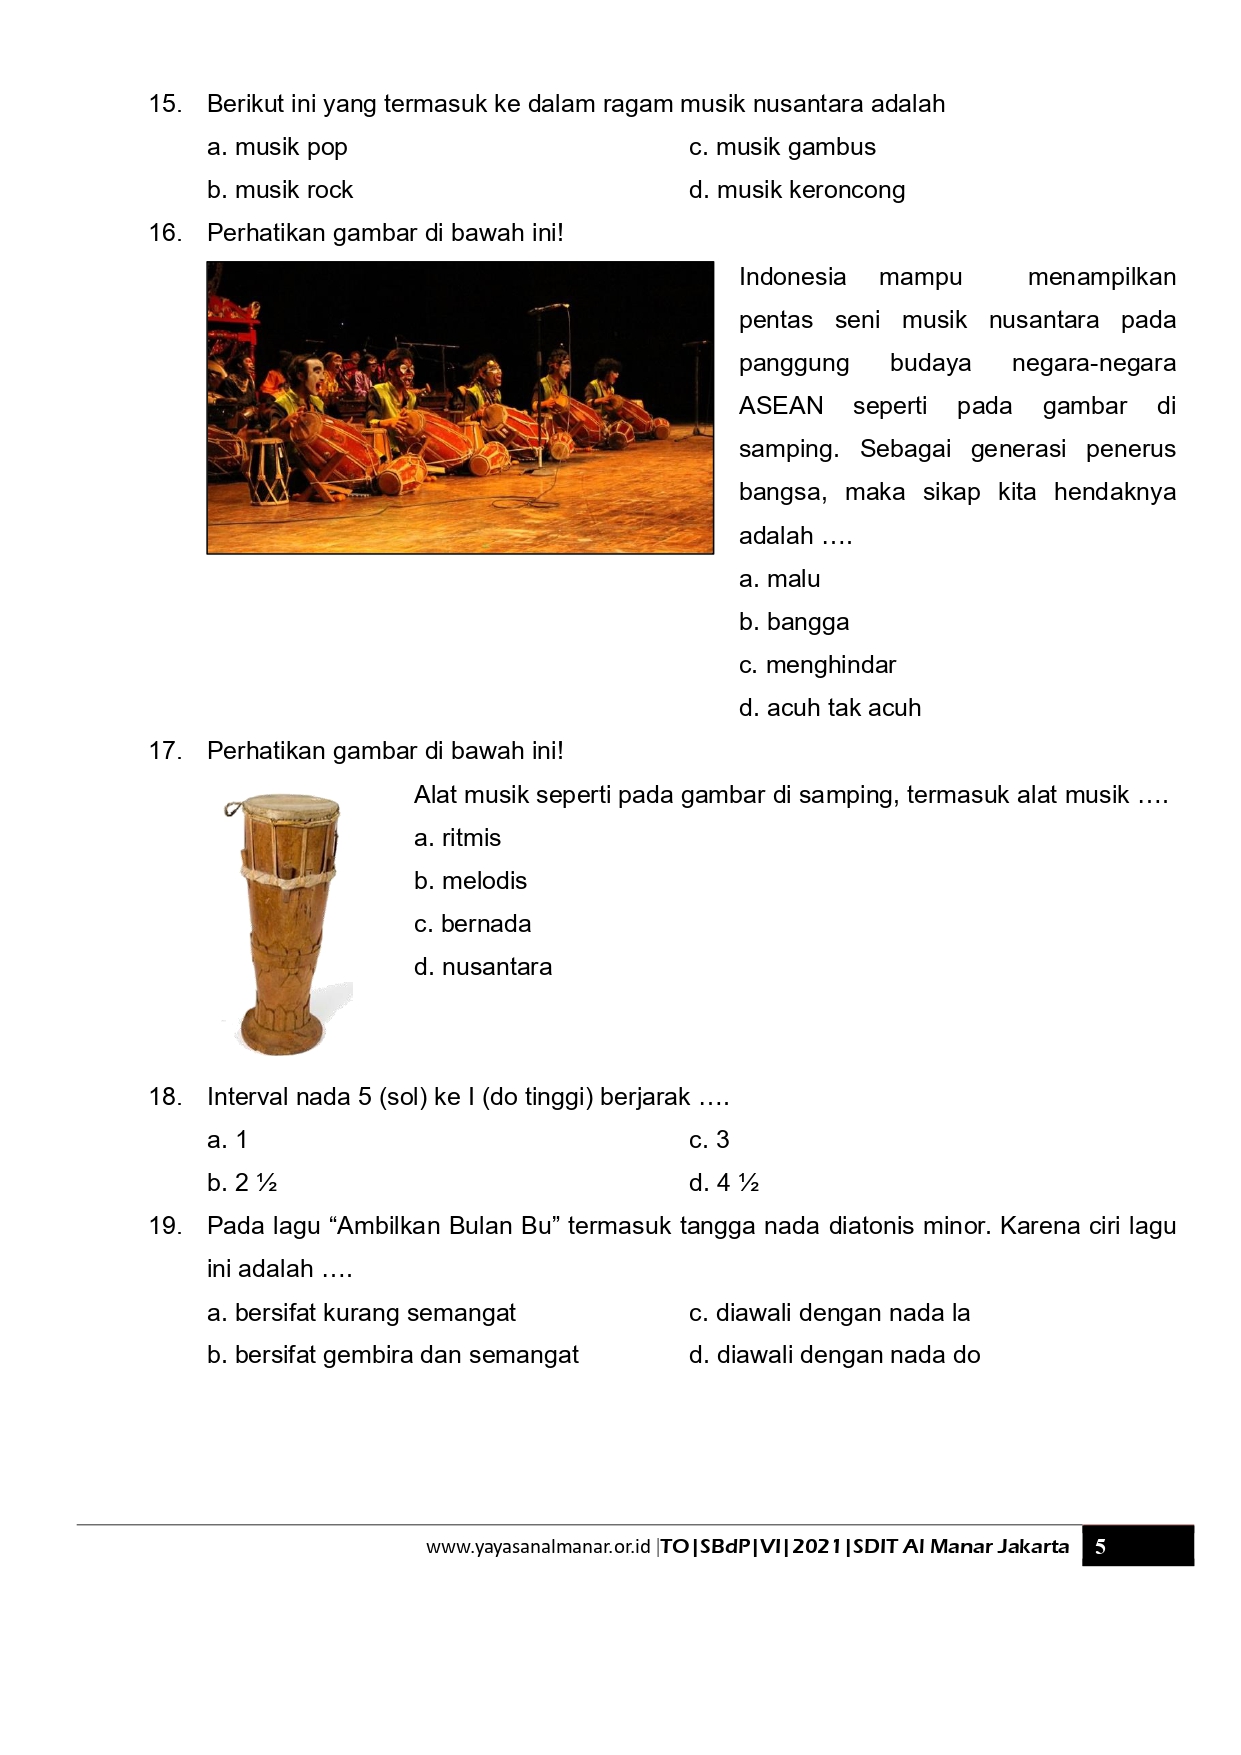 15. Berikut ini yang termasuk ke dalam ragam musik nusantara adalah
a. musik pop
c. musik gambus
b. musik rock
d. musik keroncong
16. Perhatikan gambar di bawah ini!
Indonesia mampu menampilkan
pentas seni musik nusantara pada
panggung budaya negara-negara
ASEAN seperti pada gambar di
samping. Sebagai generasi penerus
bangsa, maka sikap kita hendaknya
adalah ....
a. malu
b. bangga
c. menghindar
d. acuh tak acuh
17. Perhatikan gambar di bawah ini!
Alat musik seperti pada gambar di samping, termasuk alat musik ....
a. ritmis
b. melodis
c. bernada
d. nusantara
18. Interval nada 5 (sol) ke I (do tinggi) berjarak ....
a. 1
c. 3
b. 2 ½
d. 4 ½
19. Pada lagu “Ambilkan Bulan Bu” termasuk tangga nada diatonis minor. Karena ciri lagu
ini adalah ....
a. bersifat kurang semangat
c. diawali dengan nada la
b. bersifat gembira dan semangat
d. diawali dengan nada do
www.yayasanalmanar.or.id |TO|SBdP|VI|2021|SDIT Al Manar Jakarta 5